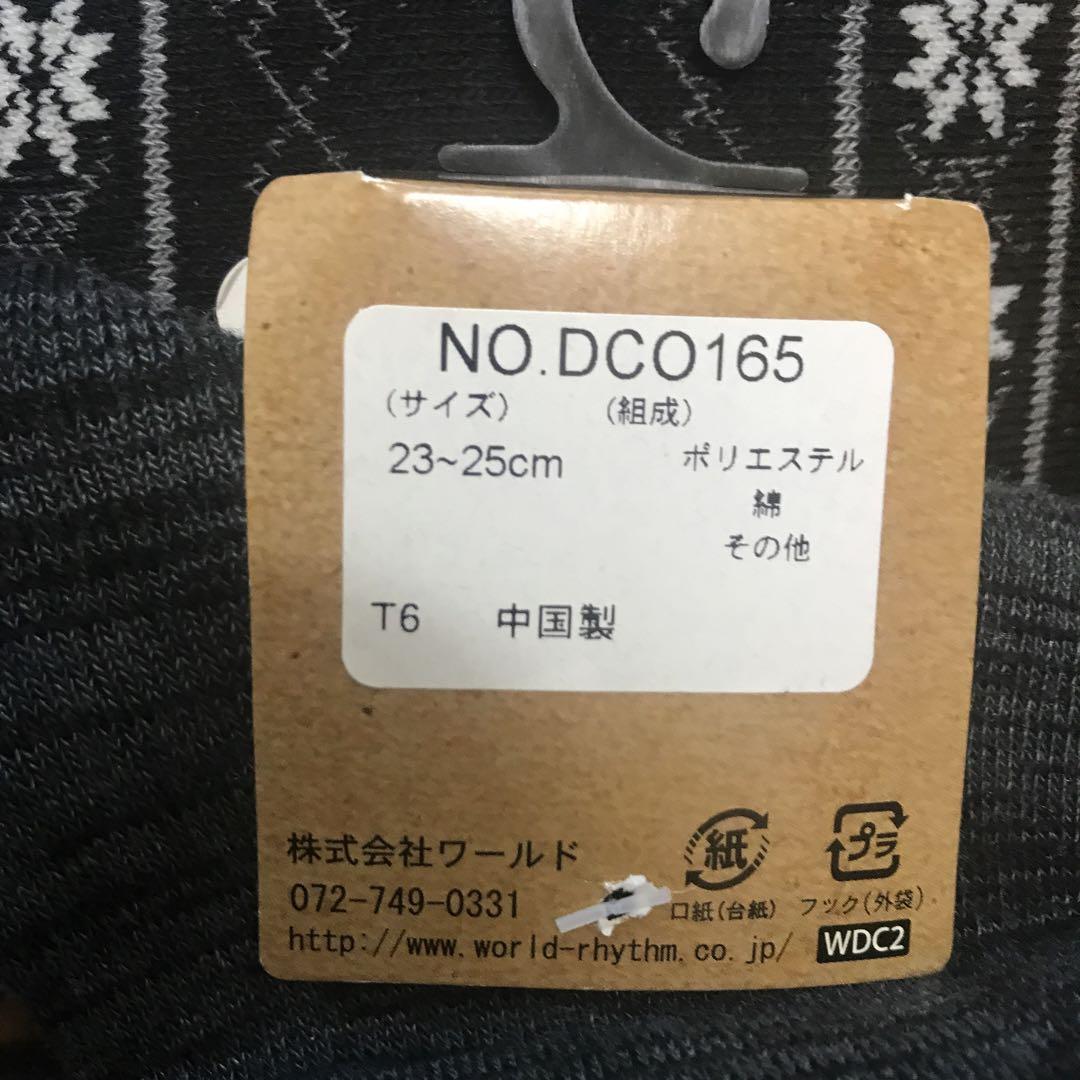 NO.DCO165
(サイズ) (組成)
23~25cm ポリエステル
綿
その他
T6 中国製
株式会社ワールド
072-749-0331
http://www.world-rhythm.co.jp/
紙
口紙(台紙)
プラ
フック(外袋)
WDC2